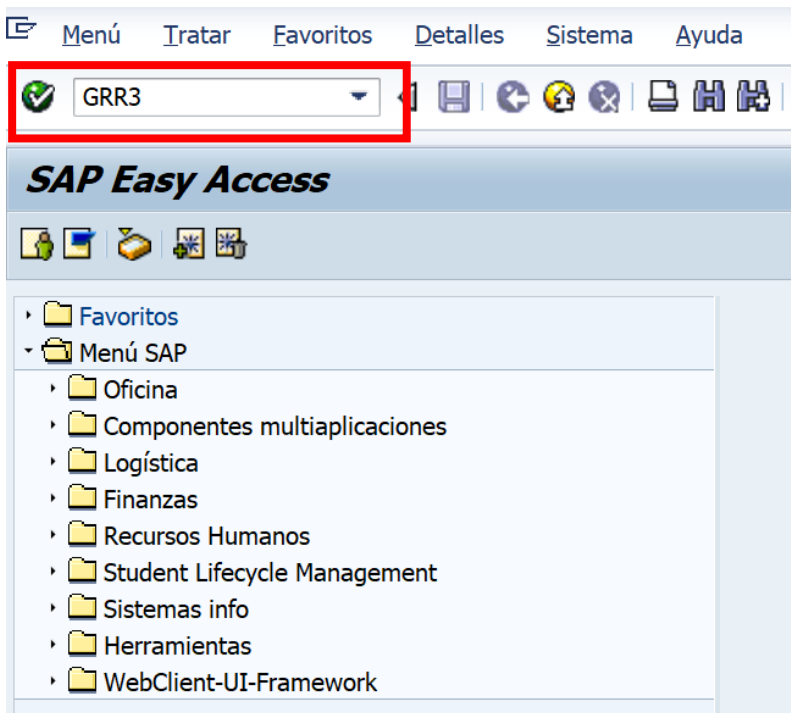 Menú Tratar Favoritos Detalles Sistema Ayuda
GRR3
SAP Easy Access
Favoritos
Menú SAP
Oficina
Componentes multiaplicaciones
Logística
Finanzas
Recursos Humanos
Student Lifecycle Management
Sistemas info
Herramientas
WebClient-UI-Framework